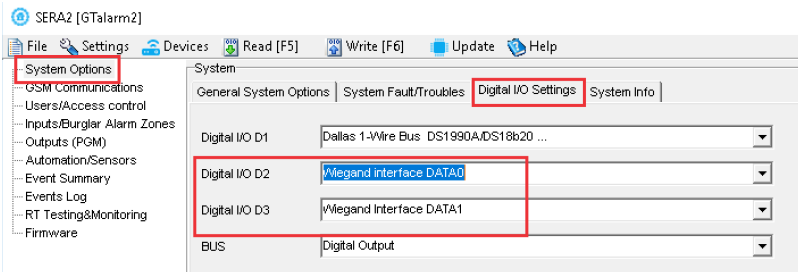 SERA2 [GTalarm2]
File Settings Devices Read [F5] Write [F6] Update Help
System Options
GSM Communications
Users/Access control
Inputs/Burglar Alarm Zones
Outputs (PGM)
Automation/Sensors
Event Summary
Events Log
RT Testing&Monitoring
Firmware
System
General System Options System Fault/Troubles Digital I/O Settings System Info
Digital I/O D1 Dallas 1-Wire Bus DS1990A/DS18b20 ...
Digital I/O D2 Wiegand interface DATA0
Digital I/O D3 Wiegand Interface DATA1
BUS Digital Output